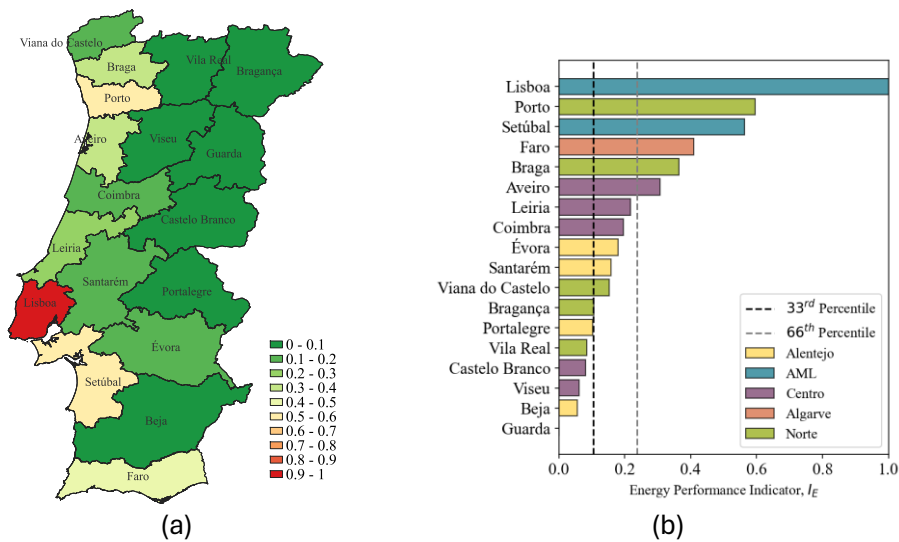 Viana do Castelo
Braga
Vila Real
Bragança
Porto
Aveiro
Viseu
Guarda
Coimbra
Castelo Branco
Leiria
Santarém
Portalegre
Lisboa
Évora
Setúbal
Beja
Faro
0 - 0.1
0.1 - 0.2
0.2 - 0.3
0.3 - 0.4
0.4 - 0.5
0.5 - 0.6
0.6 - 0.7
0.7 - 0.8
0.8 - 0.9
0.9 - 1
(a)
Lisboa
Porto
Setúbal
Faro
Braga
Aveiro
Leiria
Coimbra
Évora
Santarém
Viana do Castelo
Bragança
Portalegre
Vila Real
Castelo Branco
Viseu
Beja
Guarda
33rd Percentile
66th Percentile
Alentejo
AML
Centro
Algarve
Norte
0.0 0.2 0.4 0.6 0.8 1.0
Energy Performance Indicator, IE
(b)